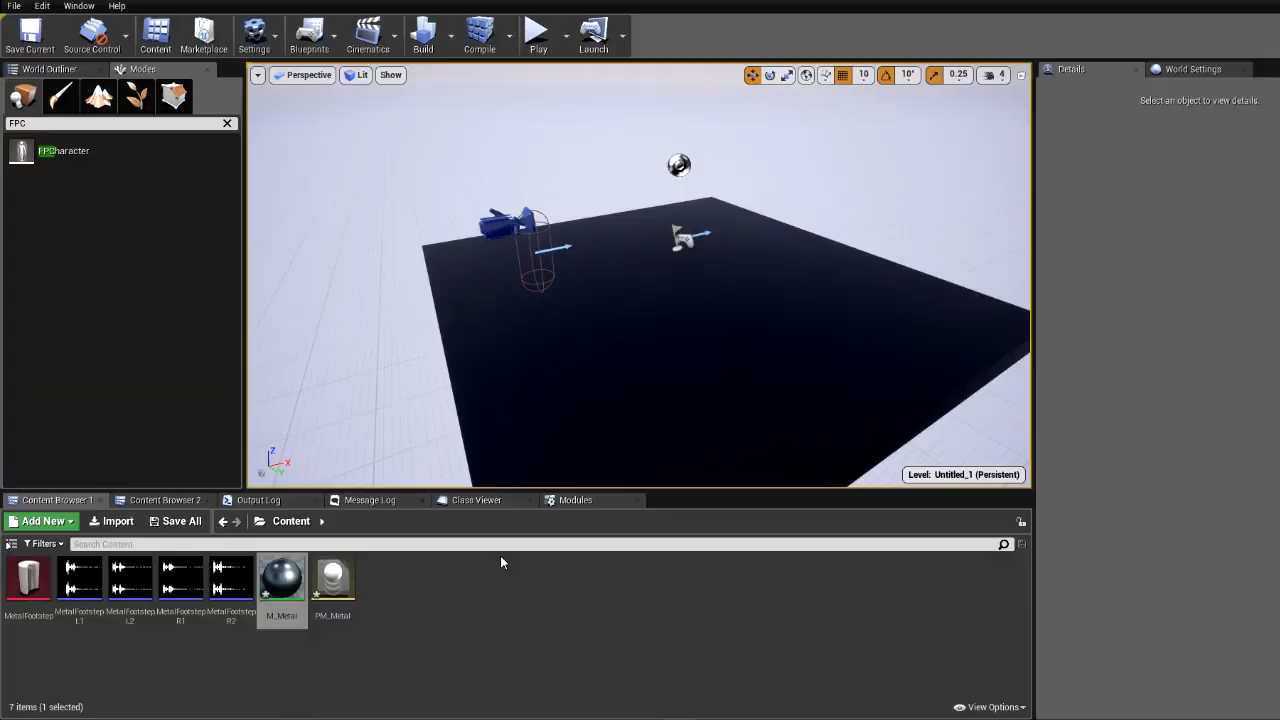 File Edit Window Help
Save Current Source Control Content Marketplace Settings Blueprints Cinematics Build Compile Play Launch
World Outliner Modes
FPC
FPCharacter
Perspective Lit Show
10 10° 0.25 4
Z
X
Y
Level: Untitled_1 (Persistent)
Details World Settings
Select an object to view details.
Content Browser 1 Content Browser 2 Output Log Message Log Class Viewer Modules
Add New Import Save All Content
Filters Search Content
MetalFootstep MetalFootstep MetalFootstep MetalFootstep MetalFootstep M_Metal PM_Metal
L1 L2 R1 R2
7 items (1 selected) View Options